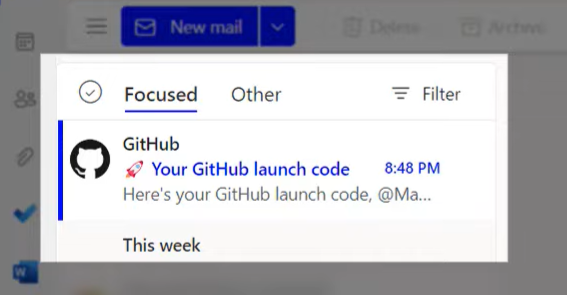 New mail
Delete
Archive
Focused
Other
Filter
GitHub
🚀 Your GitHub launch code
8:48 PM
Here's your GitHub launch code, @Ma...
This week
W